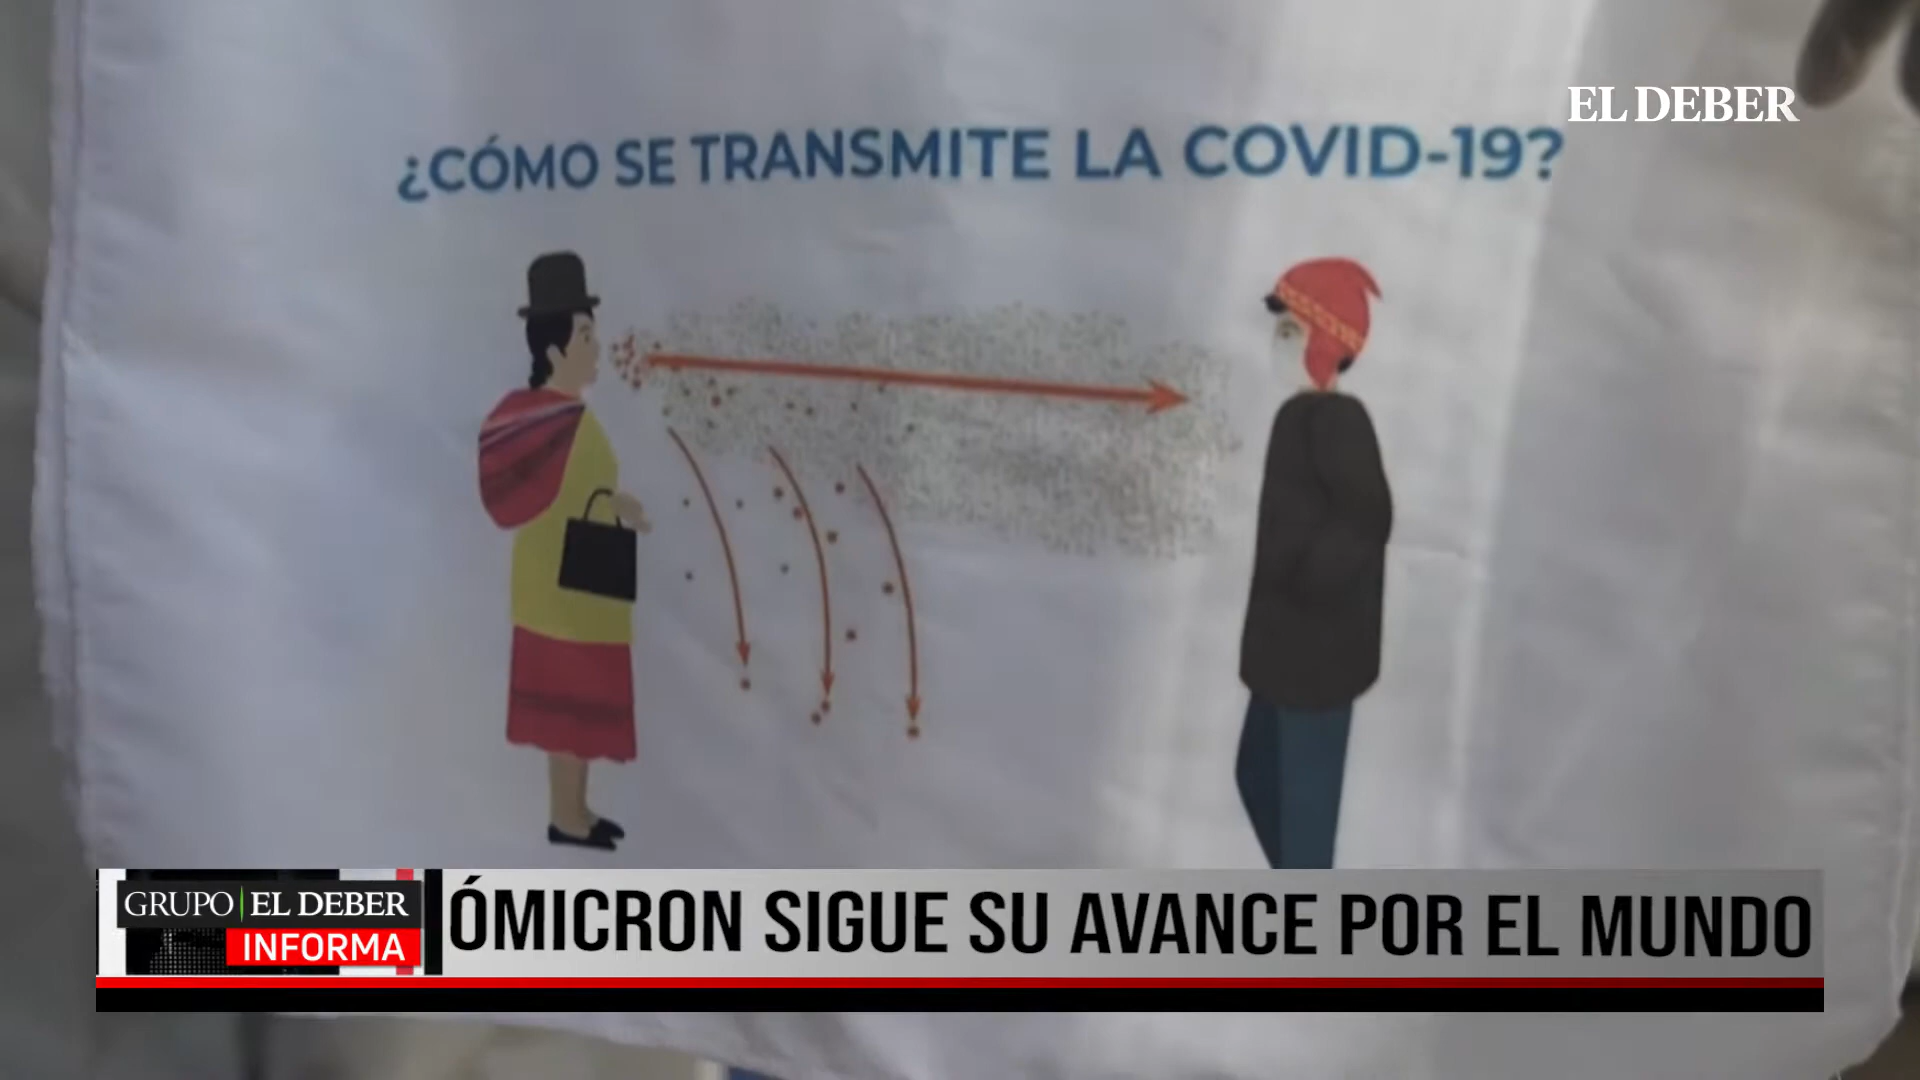 EL DEBER
¿CÓMO SE TRANSMITE LA COVID-19?
GRUPO EL DEBER
INFORMA
ÓMICRON SIGUE SU AVANCE POR EL MUNDO